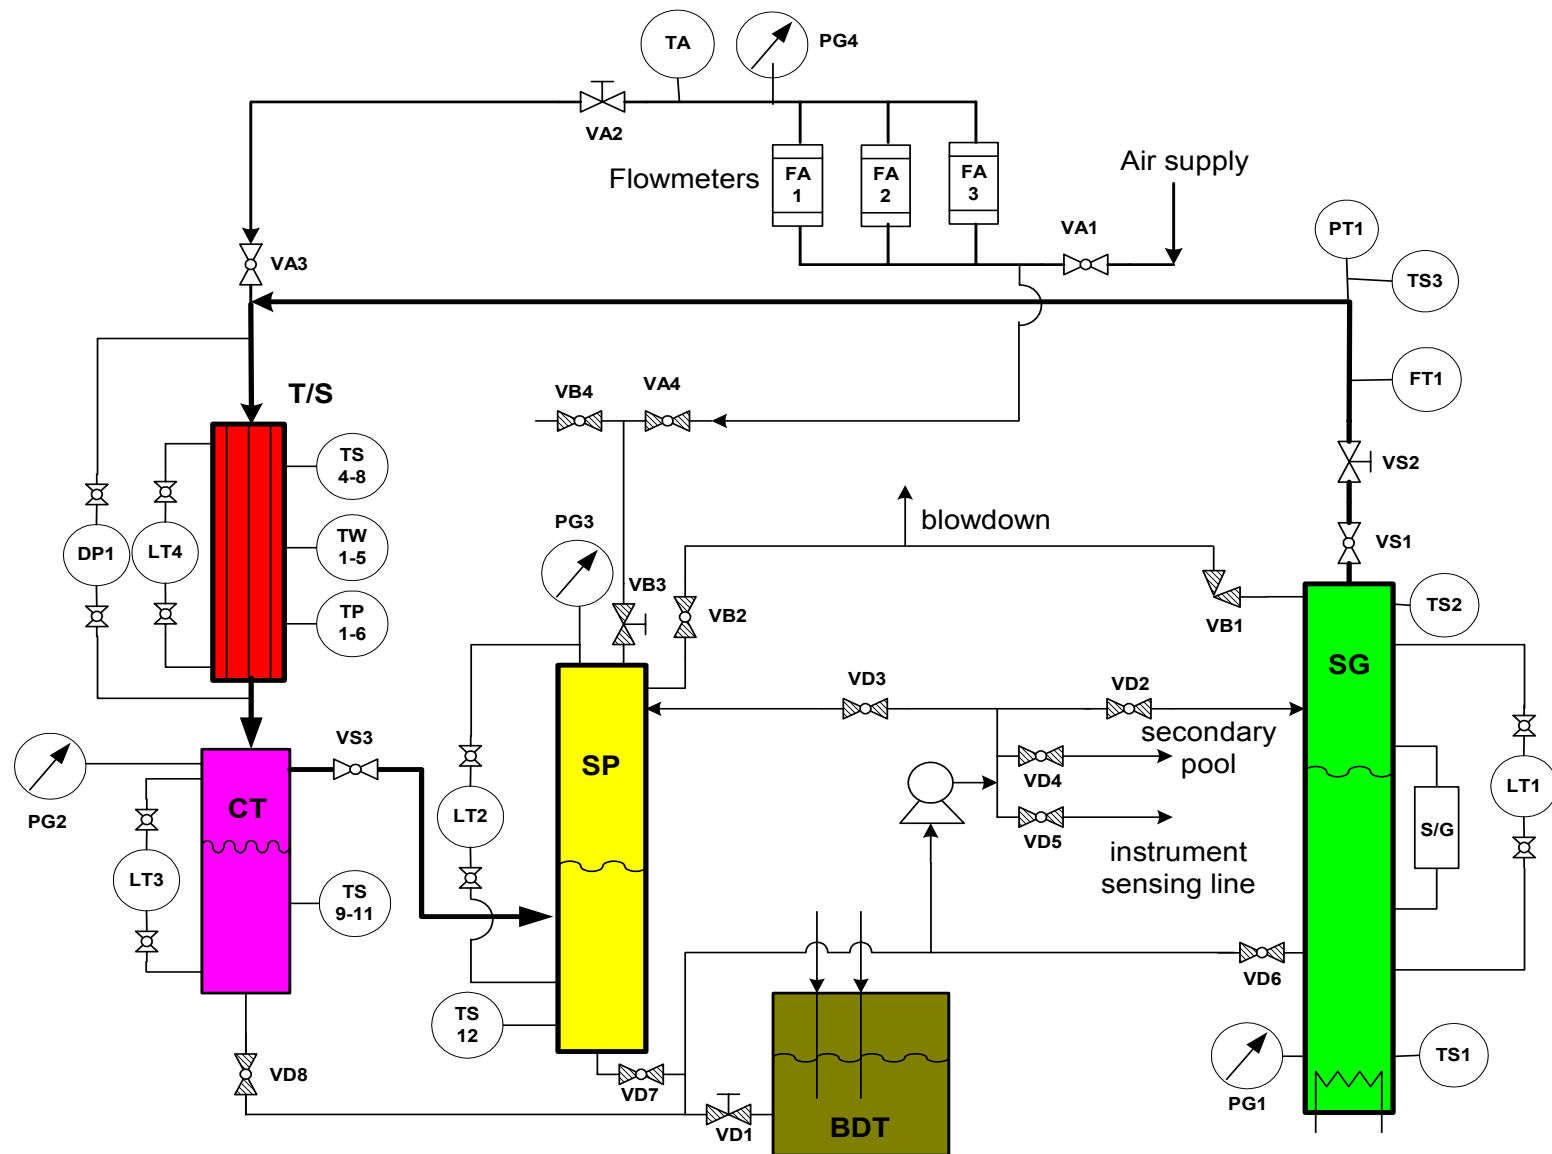 TA
PG4
VA2
Flowmeters
FA
1
FA
2
FA
3
Air supply
VA1
PT1
TS3
VA3
FT1
T/S
VB4
VA4
TS
4-8
VS2
DP1
LT4
TW
1-5
PG3
blowdown
VS1
TP
1-6
VB3
VB2
VB1
TS2
SG
VD3
VD2
secondary
pool
VS3
SP
VD4
PG2
CT
LT2
LT1
S/G
VD5
LT3
TS
9-11
instrument
sensing line
VD6
TS
12
VD8
VD7
PG1
TS1
VD1
BDT